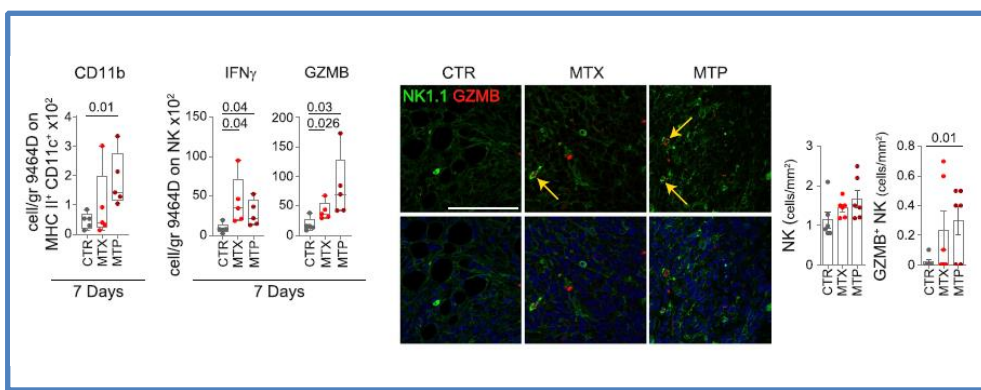 CD11b
cell/gr 9464D on
MHC II⁺ CD11c⁺ x10²
0.01
4
3
2
1
0
CTR
MTX
MTP
7 Days
IFNγ
GZMB
cell/gr 9464D on NK x10²
0.04
0.04
150
100
50
0
CTR
MTX
MTP
0.03
0.026
200
150
100
50
0
CTR
MTX
MTP
7 Days
CTR
MTX
MTP
NK1.1 GZMB
NK (cells/mm²)
3
2
1
0
CTR
MTX
MTP
GZMB⁺ NK (cells/mm²)
0.01
0.8
0.6
0.4
0.2
0
CTR
MTX
MTP